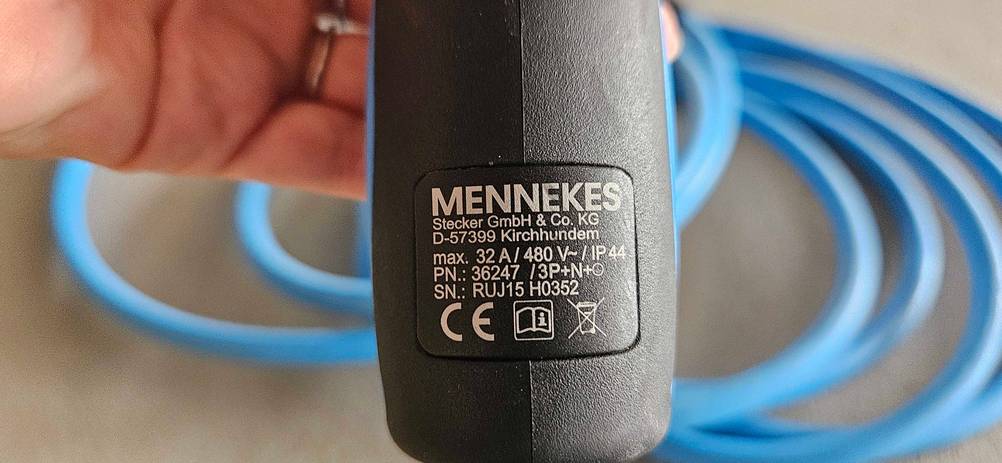 MENNEKES
Stecker GmbH & Co. KG
D-57399 Kirchhundem
max. 32 A / 480 V~ / IP 44
PN.: 36247 / 3P+N+
SN.: RUJ15 H0352
CE